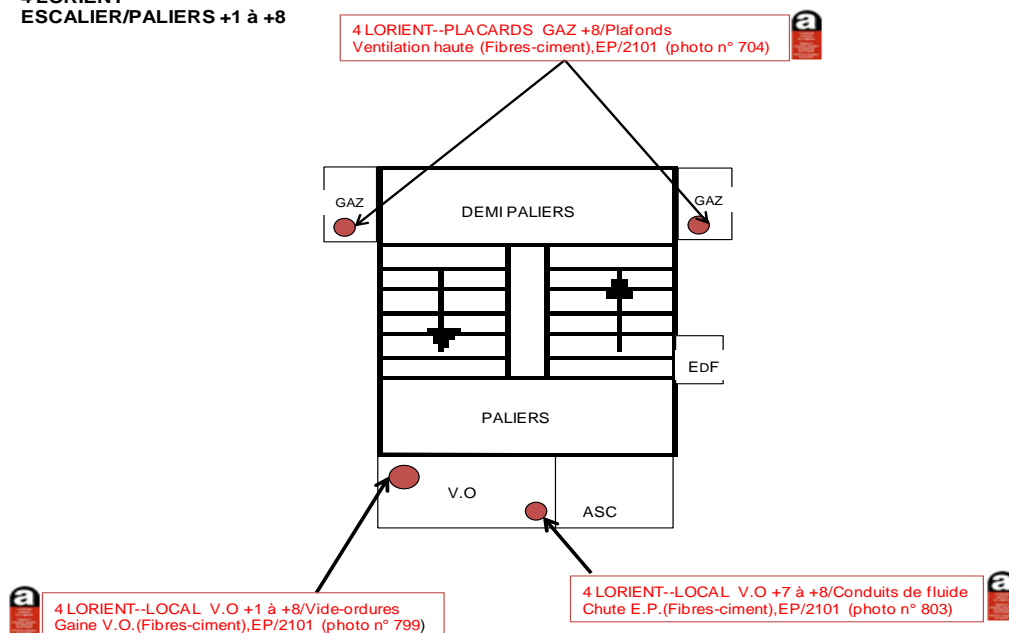 4 LORIENT
ESCALIER/PALIERS +1 à +8
4 LORIENT--PLACARDS GAZ +8/Plafonds
Ventilation haute (Fibres-ciment),EP/2101 (photo n° 704)
a
GAZ
DEMI PALIERS
GAZ
EDF
PALIERS
V.O
ASC
a
4 LORIENT--LOCAL V.O +1 à +8/Vide-ordures
Gaine V.O.(Fibres-ciment),EP/2101 (photo n° 799)
4 LORIENT--LOCAL V.O +7 à +8/Conduits de fluide
Chute E.P.(Fibres-ciment),EP/2101 (photo n° 803)
a